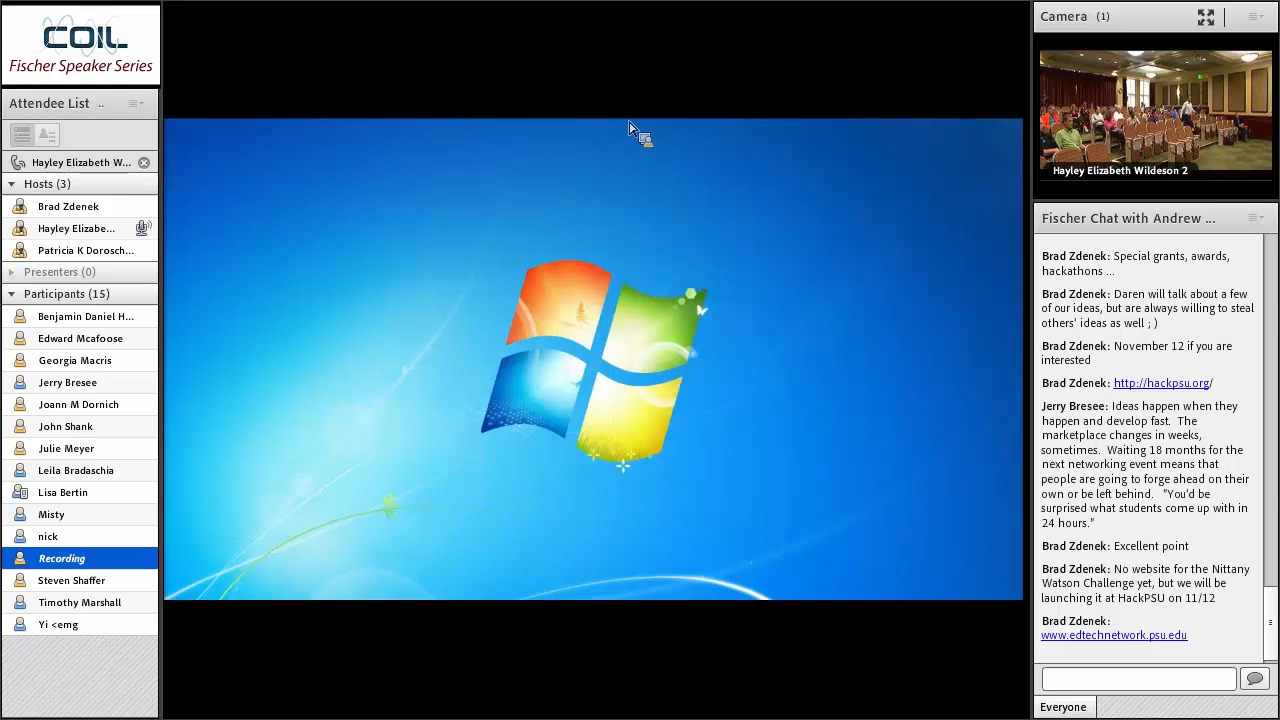 COIL
Fischer Speaker Series
Attendee List ..
Hayley Elizabeth W...
Hosts (3)
Brad Zdenek
Hayley Elizabe...
Patricia K Dorosch...
Presenters (0)
Participants (15)
Benjamin Daniel H...
Edward Mcafoose
Georgia Macris
Jerry Bresee
Joann M Dornich
John Shank
Julie Meyer
Leila Bradaschia
Lisa Bertin
Misty
nick
Recording
Steven Shaffer
Timothy Marshall
Yi <emg
Camera (1)
Hayley Elizabeth Wildeson 2
Fischer Chat with Andrew ...
Brad Zdenek: Special grants, awards,
hackathons ...
Brad Zdenek: Daren will talk about a few
of our ideas, but are always willing to steal
others' ideas as well ; )
Brad Zdenek: November 12 if you are
interested
Brad Zdenek: http://hackpsu.org/
Jerry Bresee: Ideas happen when they
happen and develop fast. The
marketplace changes in weeks,
sometimes. Waiting 18 months for the
next networking event means that
people are going to forge ahead on their
own or be left behind. "You'd be
surprised what students come up with in
24 hours."
Brad Zdenek: Excellent point
Brad Zdenek: No website for the Nittany
Watson Challenge yet, but we will be
launching it at HackPSU on 11/12
Brad Zdenek:
www.edtechnetwork.psu.edu
Everyone